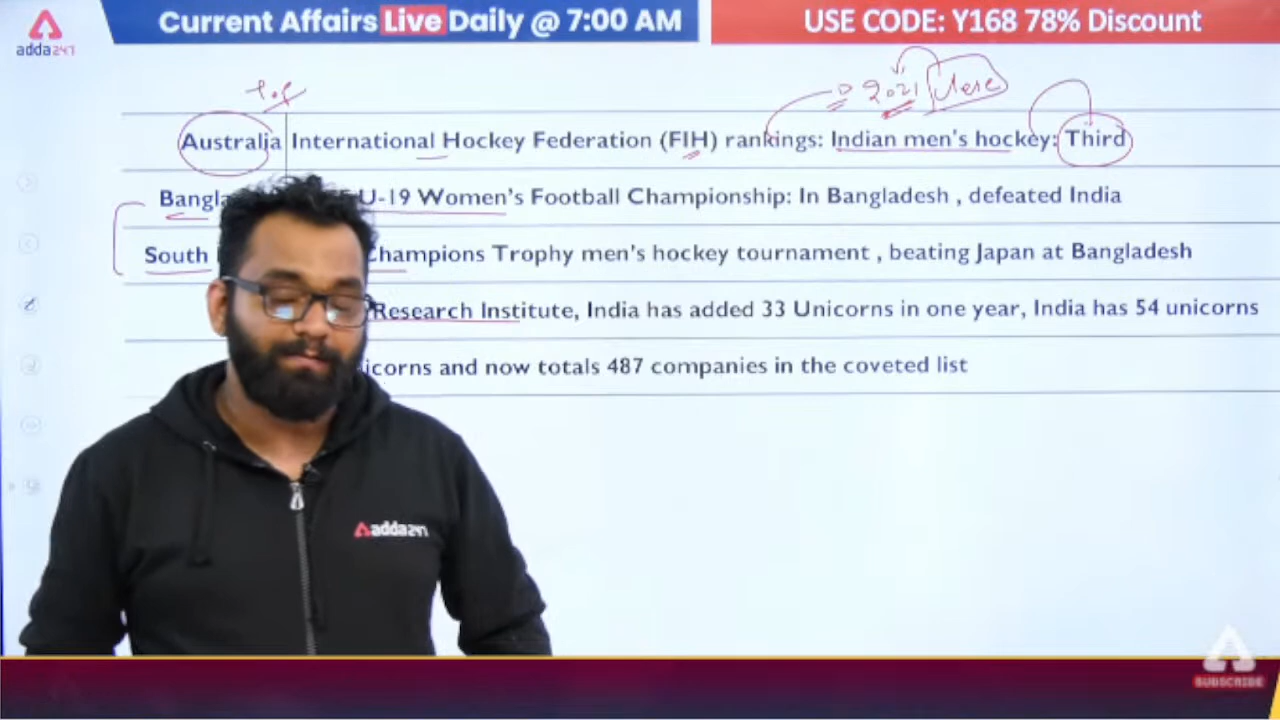 Current Affairs Live Daily @ 7:00 AM
USE CODE: Y168 78% Discount
adda247
top
2021
Australia International Hockey Federation (FIH) rankings: Indian men's hockey: Third
Bangla U-19 Women's Football Championship: In Bangladesh , defeated India
South Champions Trophy men's hockey tournament , beating Japan at Bangladesh
Research Institute, India has added 33 Unicorns in one year, India has 54 unicorns
icorns and now totals 487 companies in the coveted list
adda247
SUBSCRIBE